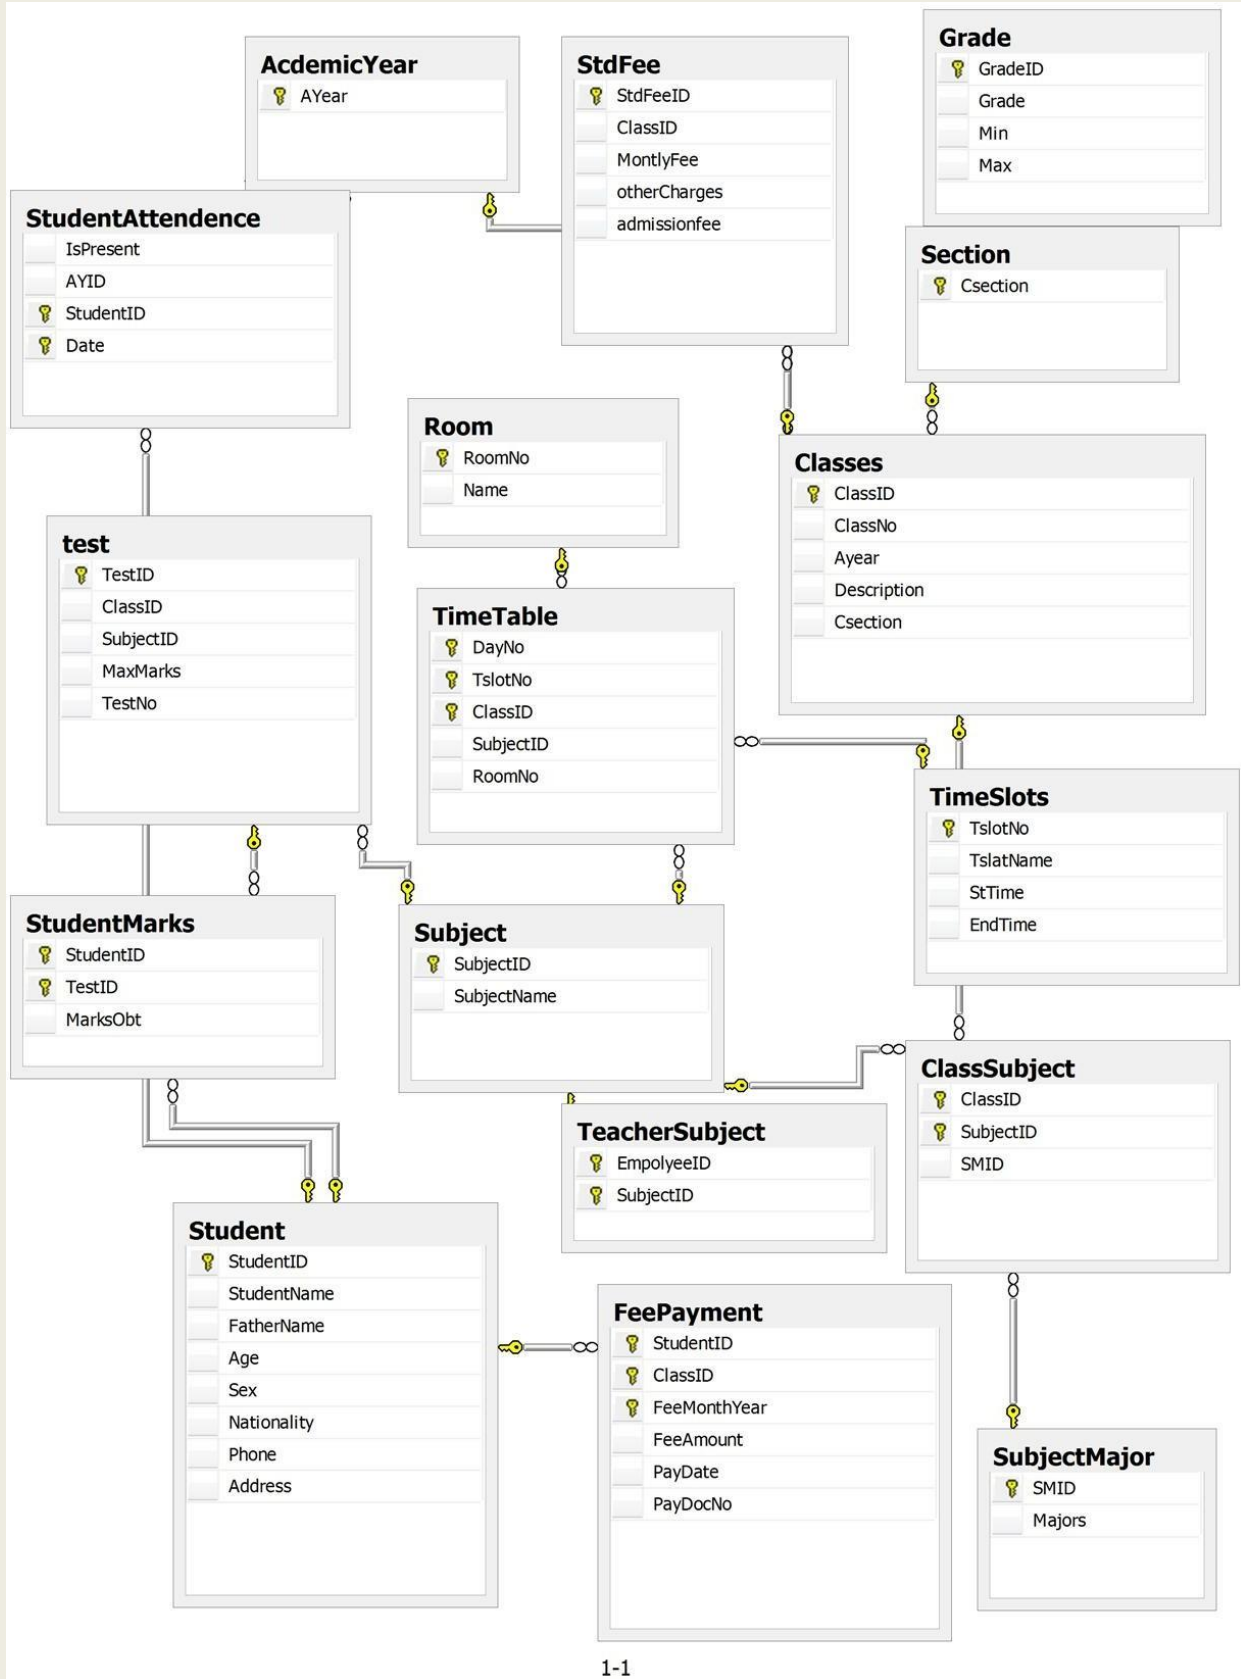 AcdemicYear
AYear
StdFee
StdFeeID
ClassID
MontlyFee
otherCharges
admissionfee
Grade
GradeID
Grade
Min
Max
StudentAttendence
IsPresent
AYID
StudentID
Date
Section
Csection
Room
RoomNo
Name
Classes
ClassID
ClassNo
Ayear
Description
Csection
test
TestID
ClassID
SubjectID
MaxMarks
TestNo
TimeTable
DayNo
TslotNo
ClassID
SubjectID
RoomNo
TimeSlots
TslotNo
TslatName
StTime
EndTime
StudentMarks
StudentID
TestID
MarksObt
Subject
SubjectID
SubjectName
ClassSubject
ClassID
SubjectID
SMID
TeacherSubject
EmpolyeeID
SubjectID
Student
StudentID
StudentName
FatherName
Age
Sex
Nationality
Phone
Address
FeePayment
StudentID
ClassID
FeeMonthYear
FeeAmount
PayDate
PayDocNo
SubjectMajor
SMID
Majors
1-1